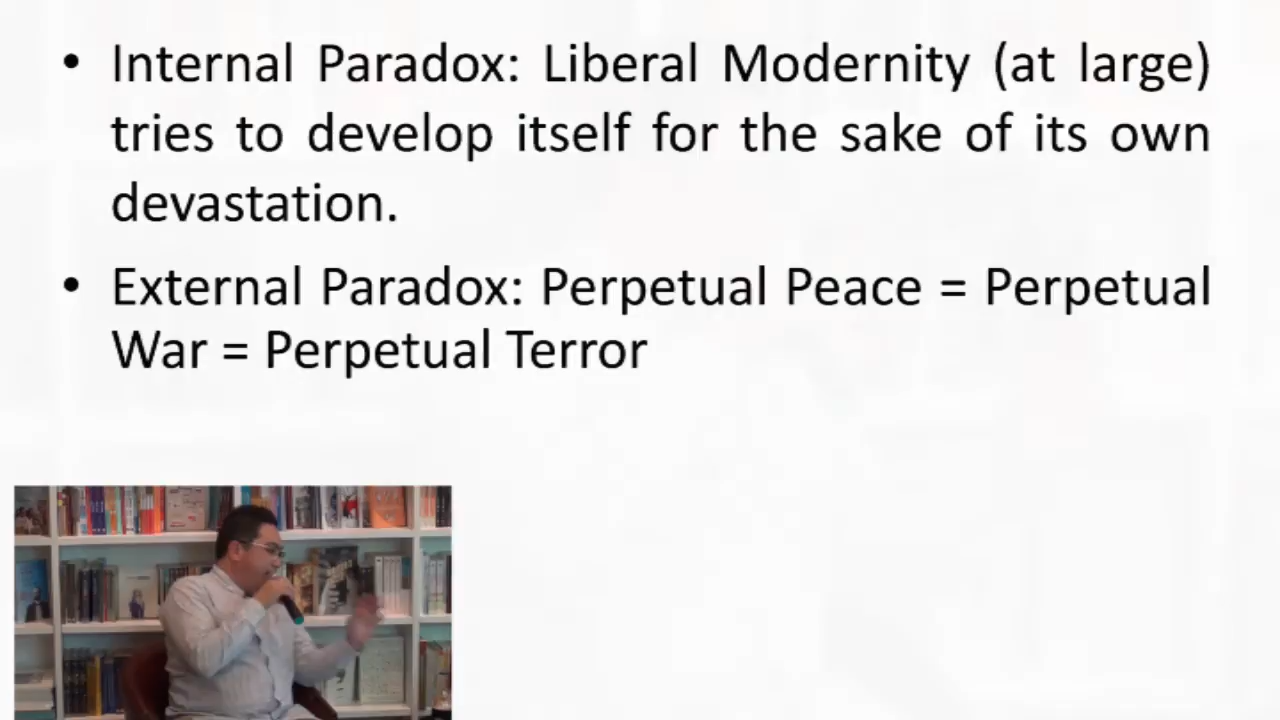 • Internal Paradox: Liberal Modernity (at large)
tries to develop itself for the sake of its own
devastation.
• External Paradox: Perpetual Peace = Perpetual
War = Perpetual Terror